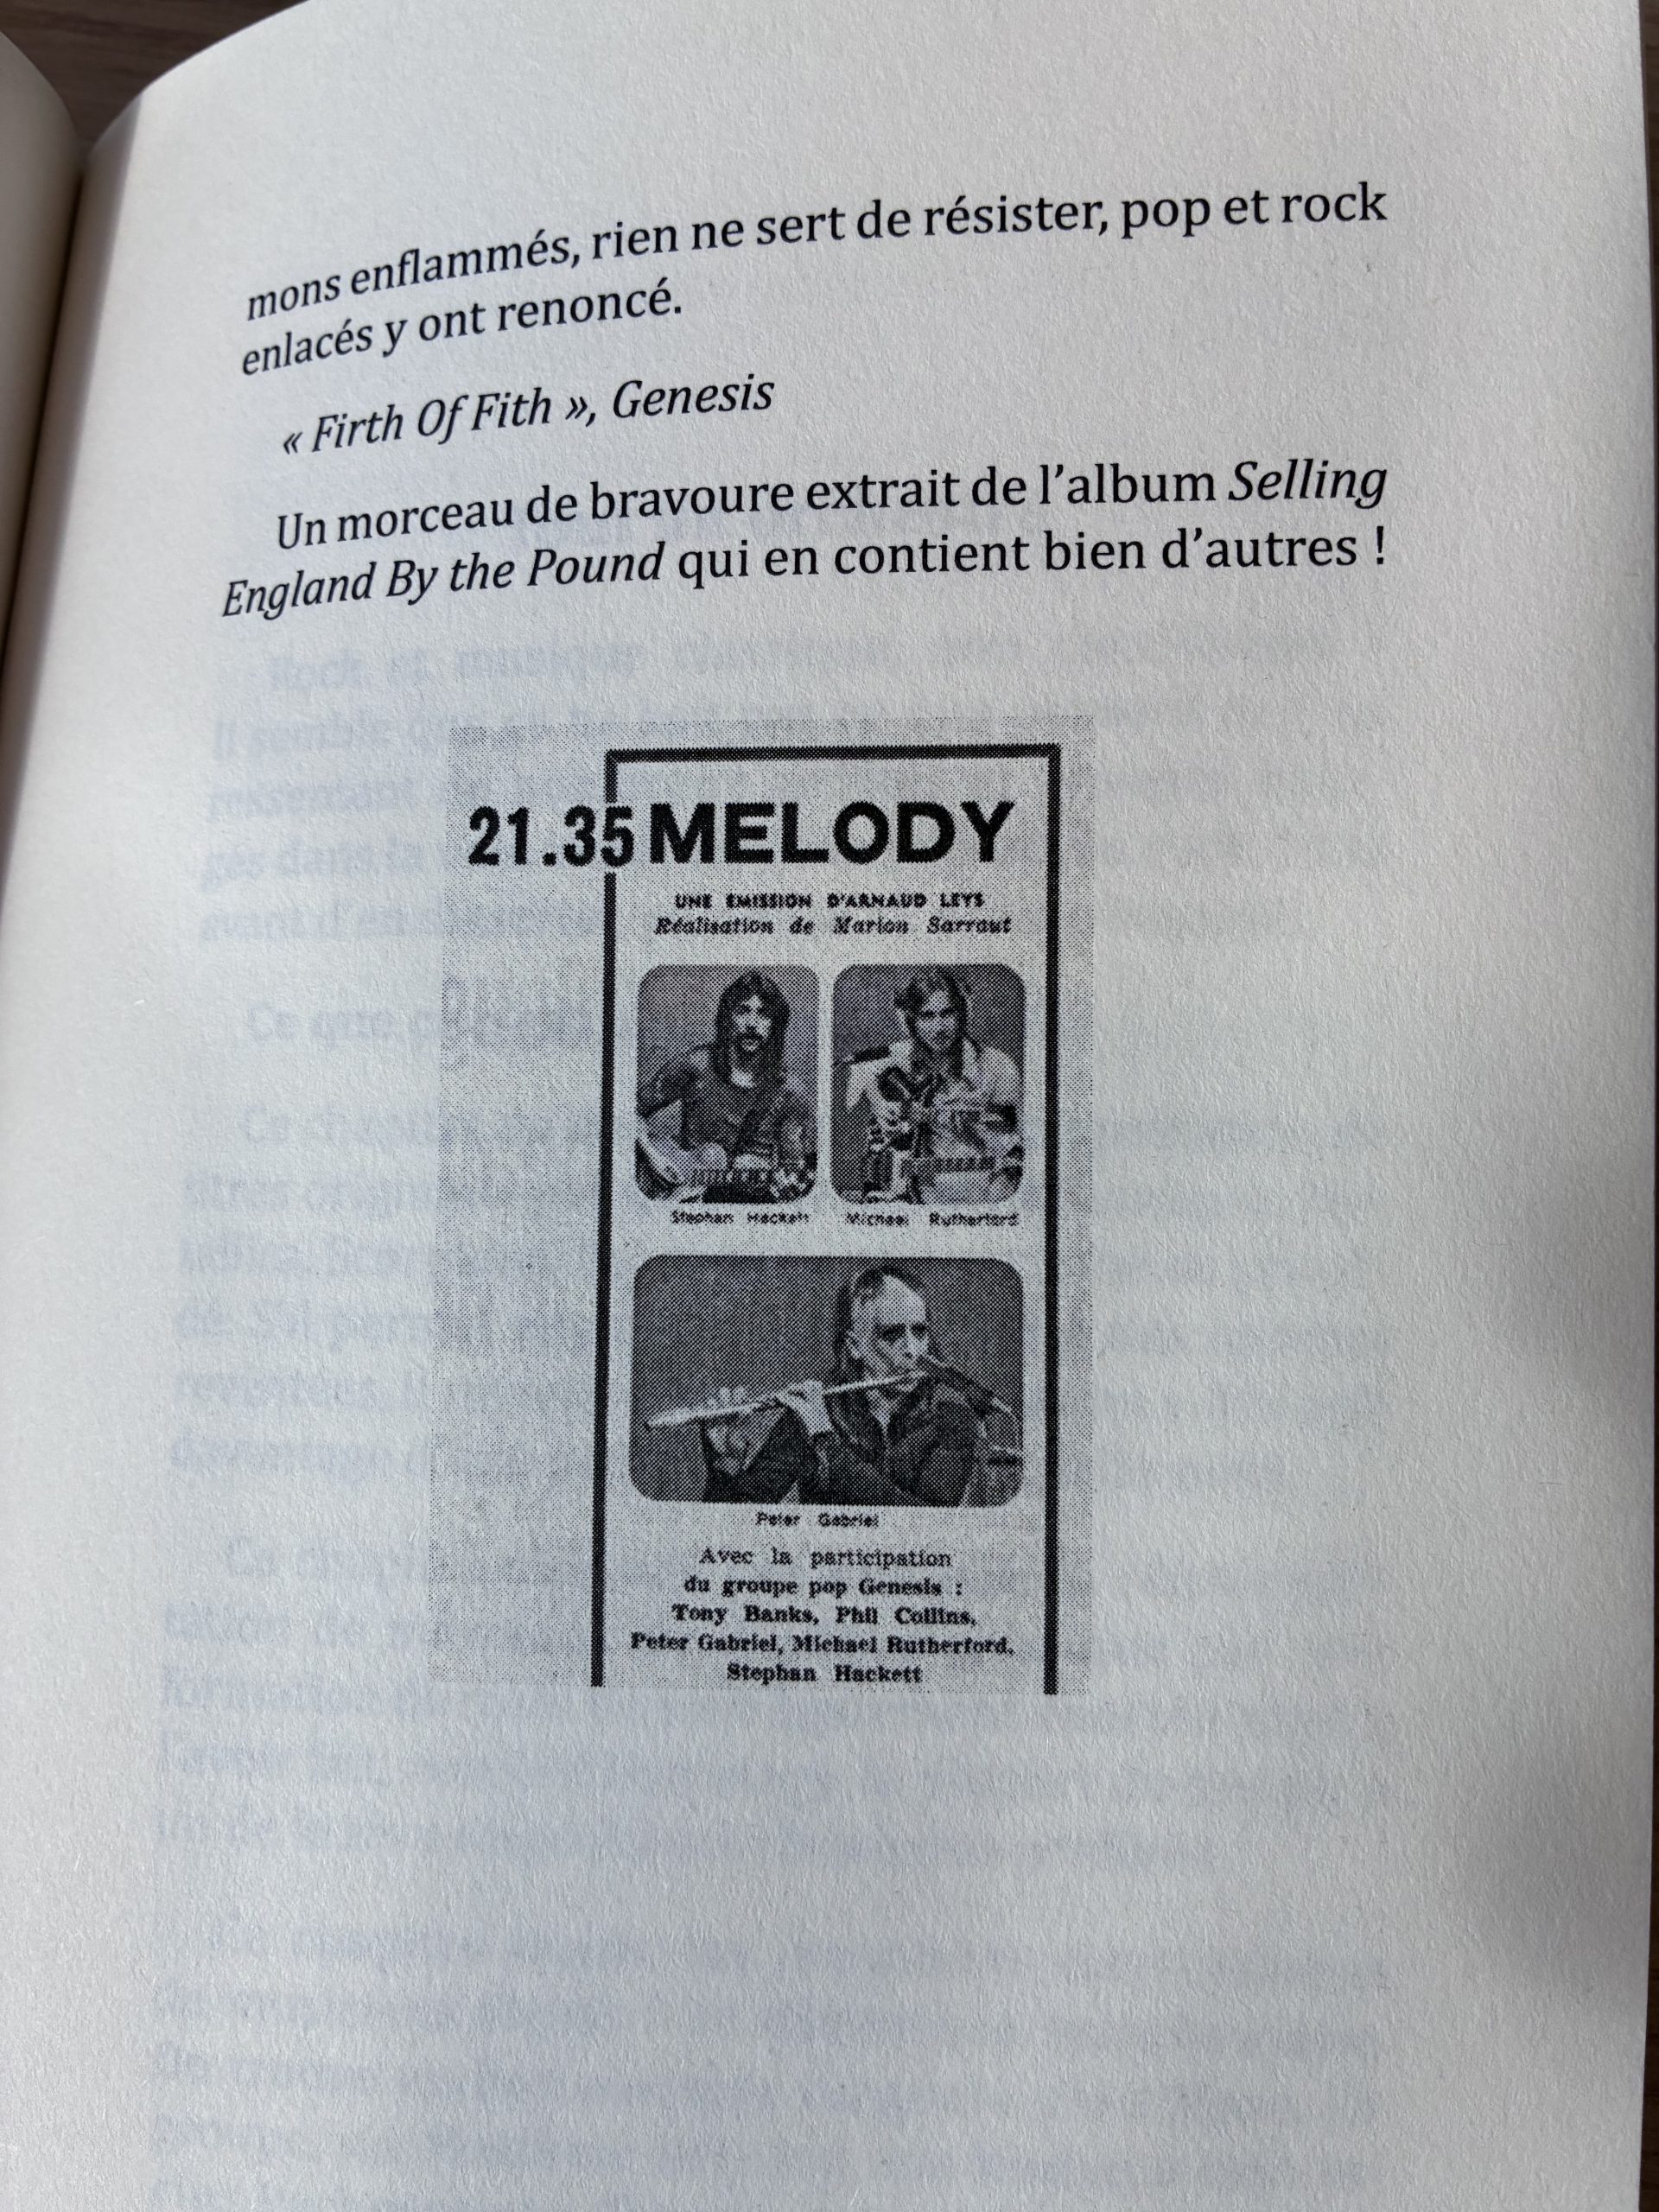 mons enflammés, rien ne sert de résister, pop et rock
enlacés y ont renoncé.
« Firth Of Fith », Genesis
Un morceau de bravoure extrait de l’album Selling
England By the Pound qui en contient bien d’autres !
21.35 MELODY
UNE EMISSION D'ARNAUD LEYS
Réalisation de Marion Sarraut
Stephan Hackett Michael Rutherford
Peter Gabriel
Avec la participation
du groupe pop Genesis :
Tony Banks, Phil Collins,
Peter Gabriel, Michael Rutherford,
Stephan Hackett